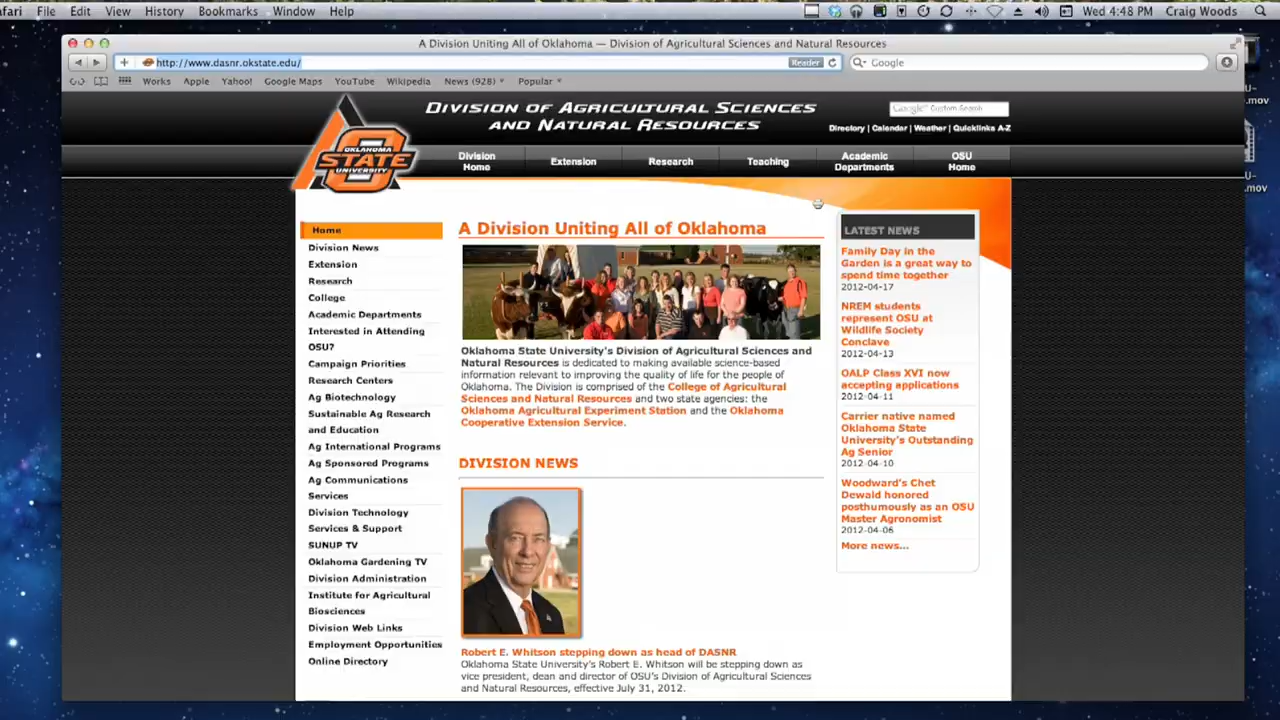 afari File Edit View History Bookmarks Window Help Wed 4:48 PM Craig Woods
A Division Uniting All of Oklahoma — Division of Agricultural Sciences and Natural Resources
http://www.dasnr.okstate.edu/ Reader Google
Works Apple Yahoo! Google Maps YouTube Wikipedia News (928) Popular
U-
.mov
U-
.mov
DIVISION OF AGRICULTURAL SCIENCES
AND NATURAL RESOURCES
Google™ Custom Search
Directory | Calendar | Weather | Quicklinks A-Z
OKLAHOMA
STATE
UNIVERSITY
Division Home
Extension
Research
Teaching
Academic Departments
OSU Home
Home
Division News
Extension
Research
College
Academic Departments
Interested in Attending
OSU?
Campaign Priorities
Research Centers
Ag Biotechnology
Sustainable Ag Research
and Education
Ag International Programs
Ag Sponsored Programs
Ag Communications
Services
Division Technology
Services & Support
SUNUP TV
Oklahoma Gardening TV
Division Administration
Institute for Agricultural
Biosciences
Division Web Links
Employment Opportunities
Online Directory
A Division Uniting All of Oklahoma
Oklahoma State University's Division of Agricultural Sciences and
Natural Resources is dedicated to making available science-based
information relevant to improving the quality of life for the people of
Oklahoma. The Division is comprised of the College of Agricultural
Sciences and Natural Resources and two state agencies: the
Oklahoma Agricultural Experiment Station and the Oklahoma
Cooperative Extension Service.
DIVISION NEWS
Robert E. Whitson stepping down as head of DASNR
Oklahoma State University's Robert E. Whitson will be stepping down as
vice president, dean and director of OSU's Division of Agricultural Sciences
and Natural Resources, effective July 31, 2012.
LATEST NEWS
Family Day in the
Garden is a great way to
spend time together
2012-04-17
NREM students
represent OSU at
Wildlife Society
Conclave
2012-04-13
OALP Class XVI now
accepting applications
2012-04-11
Carrier native named
Oklahoma State
University's Outstanding
Ag Senior
2012-04-10
Woodward's Chet
Dewald honored
posthumously as an OSU
Master Agronomist
2012-04-06
More news...